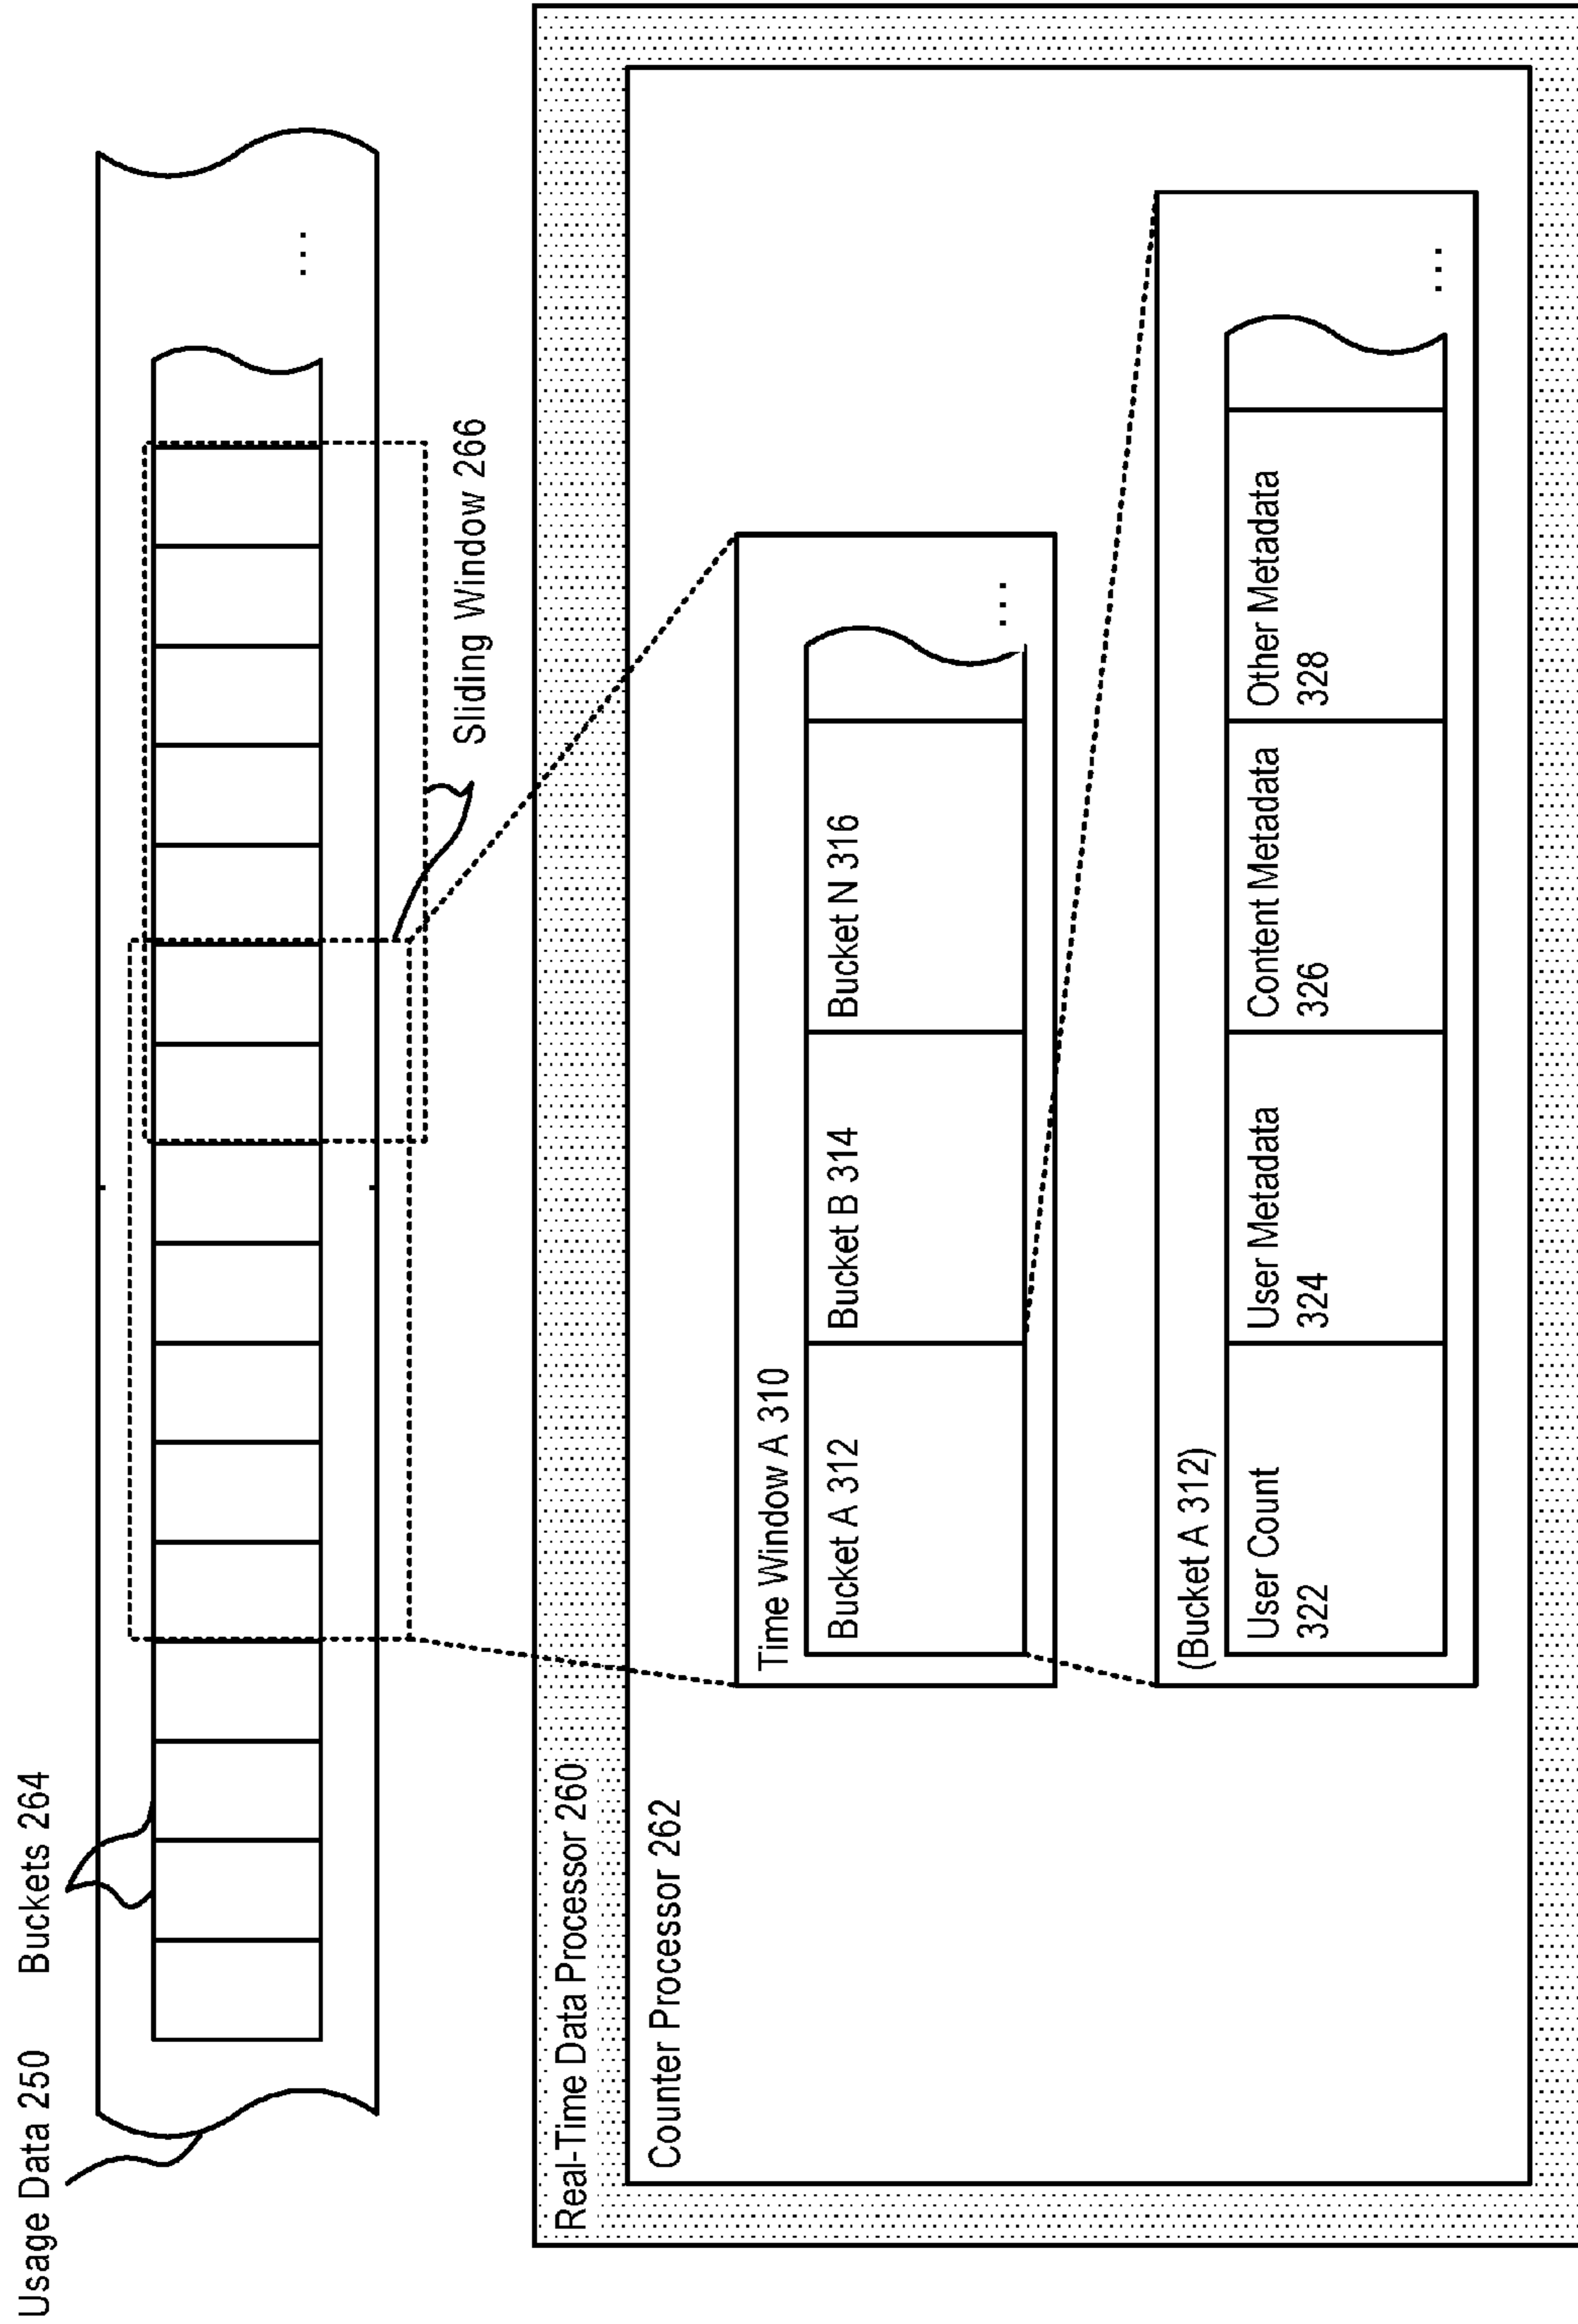 Usage Data 250
Buckets 264
...
Sliding Window 266
Real-Time Data Processor 260
Counter Processor 262
Time Window A 310
Bucket A 312
Bucket B 314
Bucket N 316
...
(Bucket A 312)
User Count
322
User Metadata
324
Content Metadata
326
Other Metadata
328
...